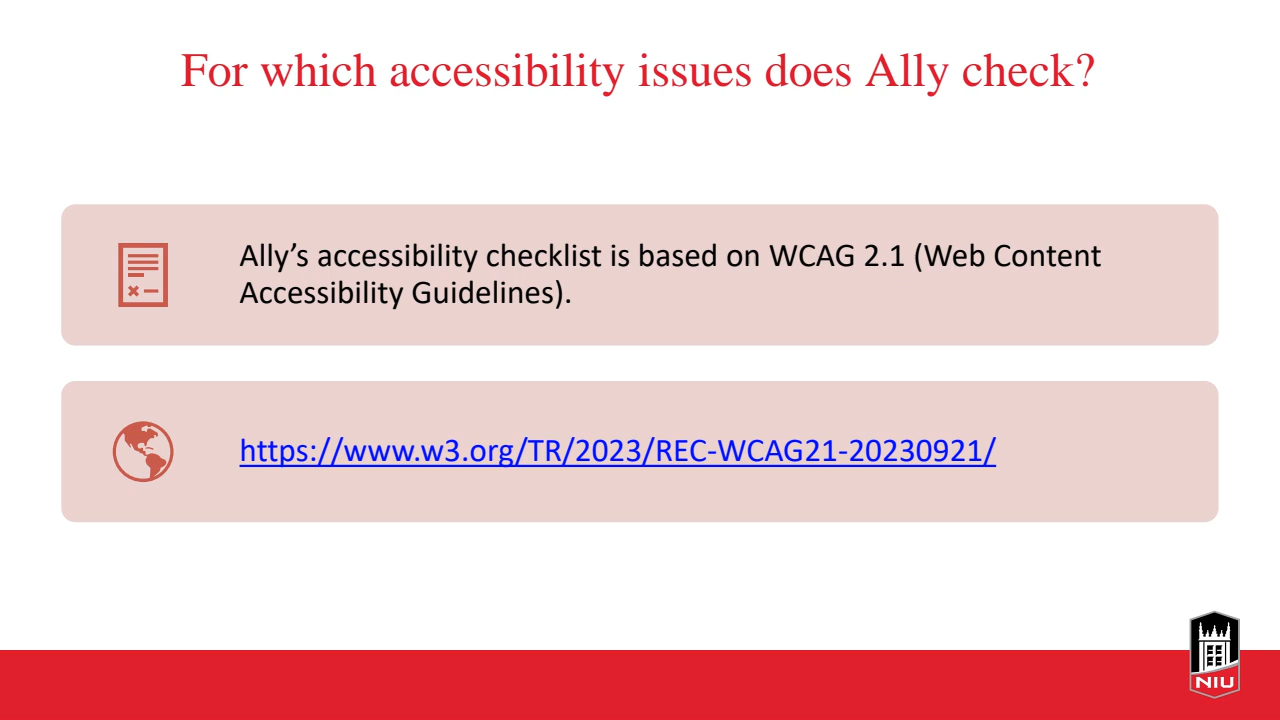 For which accessibility issues does Ally check?
Ally’s accessibility checklist is based on WCAG 2.1 (Web Content
Accessibility Guidelines).
https://www.w3.org/TR/2023/REC-WCAG21-20230921/
NIU